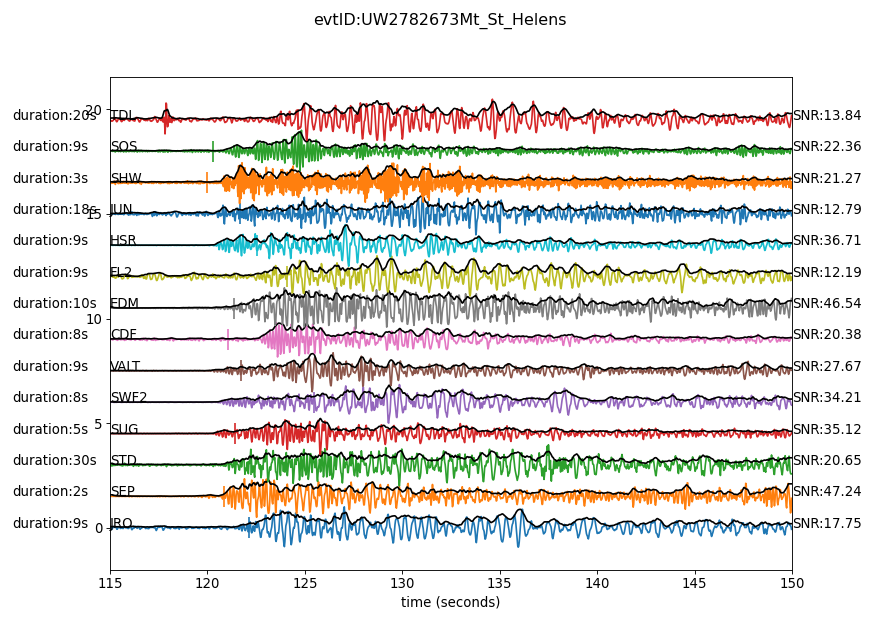 evtID:UW2782673Mt_St_Helens
duration:20s TDL SNR:13.84
20
duration:9s SOS SNR:22.36
duration:3s SHW SNR:21.27
duration:18s JUN SNR:12.79
15
duration:9s HSR SNR:36.71
duration:9s FL2 SNR:12.19
duration:10s EDM SNR:46.54
10
duration:8s CDF SNR:20.38
duration:9s VALT SNR:27.67
duration:8s SWF2 SNR:34.21
5
duration:5s SUG SNR:35.12
duration:30s STD SNR:20.65
duration:2s SEP SNR:47.24
duration:9s JRO SNR:17.75
0
115 120 125 130 135 140 145 150
time (seconds)